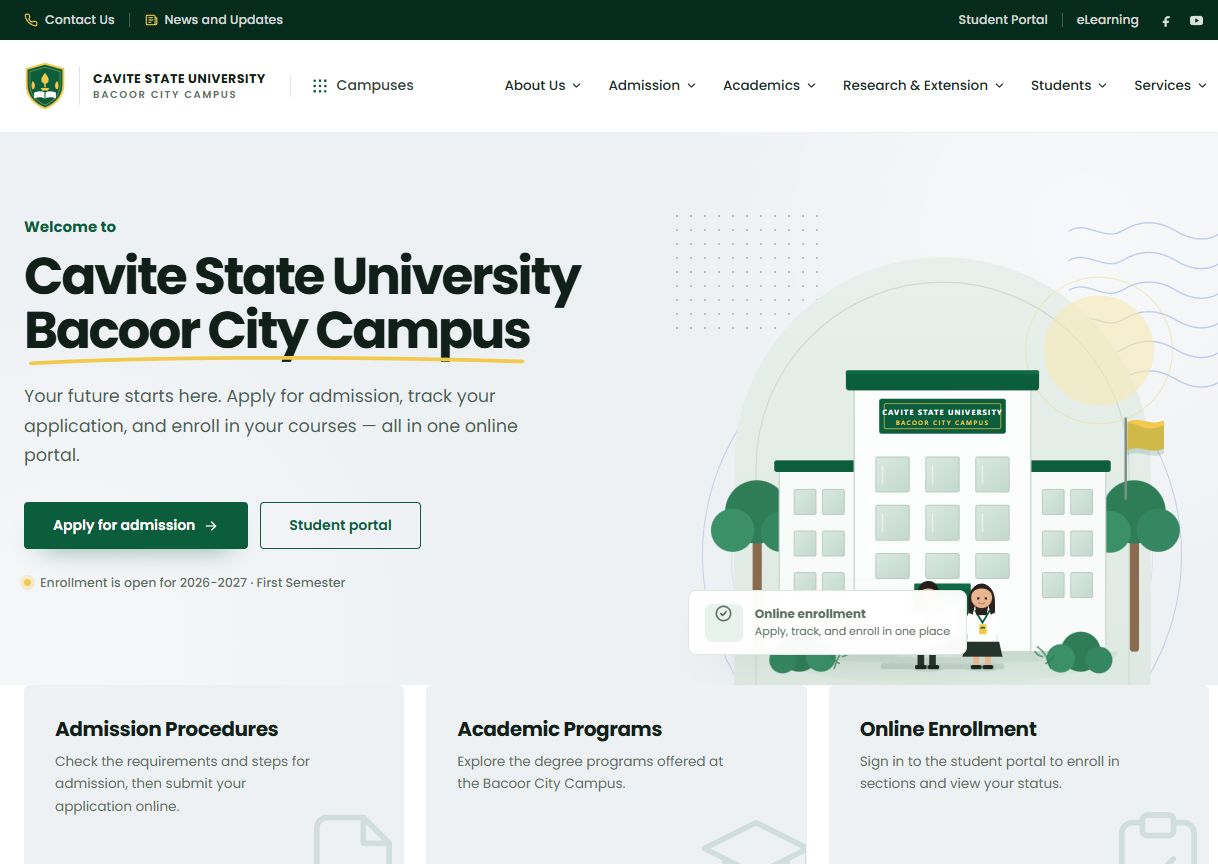 Contact Us
News and Updates
Student Portal
eLearning
CAVITE STATE UNIVERSITY
BACOOR CITY CAMPUS
Campuses
About Us
Admission
Academics
Research & Extension
Students
Services
Welcome to
Cavite State University
Bacoor City Campus
Your future starts here. Apply for admission, track your
application, and enroll in your courses — all in one online
portal.
Apply for admission
Student portal
Enrollment is open for 2026-2027 · First Semester
CAVITE STATE UNIVERSITY
BACOOR CITY CAMPUS
Online enrollment
Apply, track, and enroll in one place
Admission Procedures
Check the requirements and steps for
admission, then submit your
application online.
Academic Programs
Explore the degree programs offered at
the Bacoor City Campus.
Online Enrollment
Sign in to the student portal to enroll in
sections and view your status.